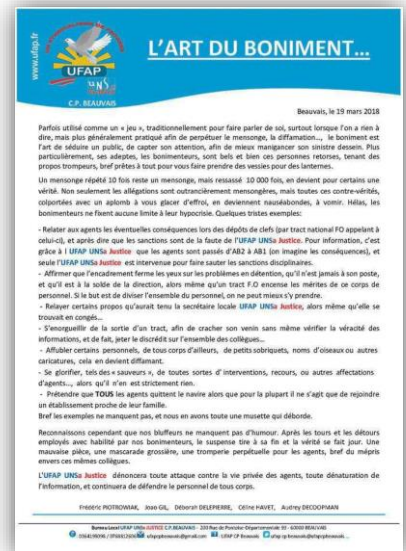 www.ufap.fr
UFAP
UNSa
JUSTICE
C.P. BEAUVAIS
L'ART DU BONIMENT...
Beauvais, le 19 mars 2018
Parfois utilisé comme un « jeu », traditionnellement pour faire parler de soi, surtout lorsque l'on a rien à
dire, mais plus généralement pratiqué afin de perpétuer le mensonge, la diffamation…, le boniment est
l'art de séduire un public, de capter son attention, afin de mieux manigancer son sinistre dessein. Plus
particulièrement, ses adeptes, les bonimenteurs, sont bels et bien ces personnes retorses, tenant des
propos trompeurs, bref prêtes à tout pour vous faire prendre des vessies pour des lanternes.
Un mensonge répété 10 fois reste un mensonge, mais ressassé 10 000 fois, en devient pour certains une
vérité. Non seulement les allégations sont outrancièrement mensongères, mais toutes ces contre-vérités,
colportées avec un aplomb à vous glacer d'effroi, en deviennent nauséabondes, à vomir. Hélas, les
bonimenteurs ne fixent aucune limite à leur hypocrisie. Quelques tristes exemples:
- Relater aux agents les éventuelles conséquences lors des dépôts de clefs (par tract national FO appelant à
celui-ci), et après dire que les sanctions sont de la faute de l'UFAP UNSa Justice. Pour information, c'est
grâce à l UFAP UNSa Justice que les agents sont passés d'AB2 à AB1 (on imagine les conséquences), et
seule l'UFAP UNSa Justice est intervenue pour faire sauter les sanctions disciplinaires.
- Affirmer que l'encadrement ferme les yeux sur les problèmes en détention, qu'il n'est jamais à son poste,
et qu'il est à la solde de la direction, alors même qu'un tract F.O encense les mérites de ce corps de
personnel. Si le but est de diviser l'ensemble du personnel, on ne peut mieux s'y prendre.
- Relayer certains propos qu'aurait tenu la secrétaire locale UFAP UNSa Justice, alors même qu'elle se
trouvait en congés…
- S'enorgueillir de la sortie d'un tract, afin de cracher son venin sans même vérifier la véracité des
informations, et de fait, jeter le discrédit sur l'ensemble des collègues…
- Affubler certains personnels, de tous corps d'ailleurs, de petits sobriquets, noms d'oiseaux ou autres
caricatures, cela en devient diffamant.
- Se glorifier, tels des « sauveurs », de toutes sortes d' interventions, recours, ou autres affectations
d'agents…, alors qu'il n'en est strictement rien.
- Prétendre que TOUS les agents quittent le navire alors que pour la plupart il ne s'agit que de rejoindre
un établissement proche de leur famille.
Bref les exemples ne manquent pas, et nous en avons toute une musette qui déborde.
Reconnaissons cependant que nos bluffeurs ne manquent pas d'humour. Après les tours et les détours
employés avec habilité par nos bonimenteurs, le suspense tire à sa fin et la vérité se fait jour. Une
mauvaise pièce, une mascarade grossière, une tromperie perpétuelle pour les agents, bref du mépris
envers ces mêmes collègues.
L'UFAP UNSa Justice dénoncera toute attaque contre la vie privée des agents, toute dénaturation de
l'information, et continuera de défendre le personnel de tous corps.
Frédéric PIOTROWIAK, Joao GIL, Déborah DELEPIERRE, Céline HAVET, Audrey DECOOPMAN
Bureau Local UFAP UNSa JUSTICE C.P. BEAUVAIS
60000 BEAUVAIS
UFAP CP Beauvais